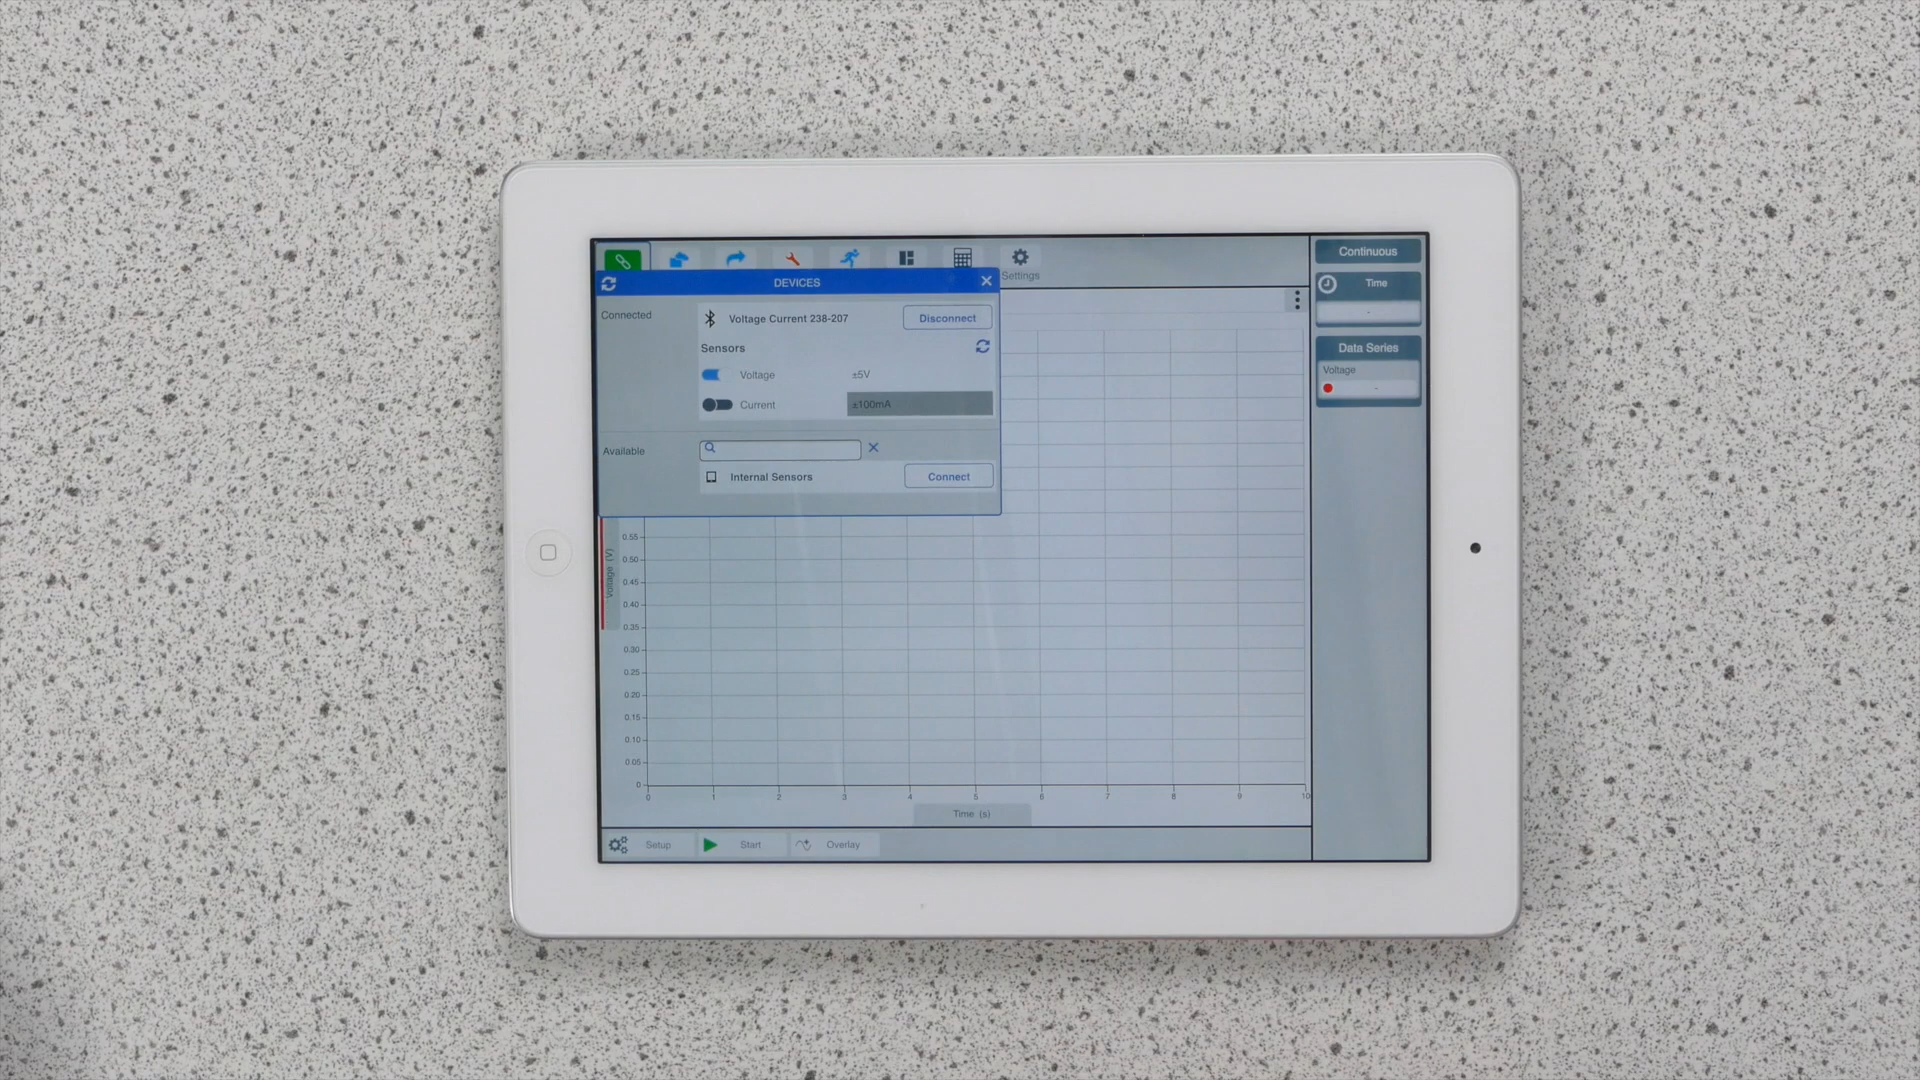 Settings
DEVICES
Connected
Voltage Current 238-207
Disconnect
Sensors
Voltage ±5V
Current ±100mA
Available
Internal Sensors
Connect
Continuous
Time
-
Data Series
Voltage
-
Voltage (V)
0.55
0.50
0.45
0.40
0.35
0.30
0.25
0.20
0.15
0.10
0.05
0
0 1 2 3 4 5 6 7 8 9 10
Time (s)
Setup Start Overlay